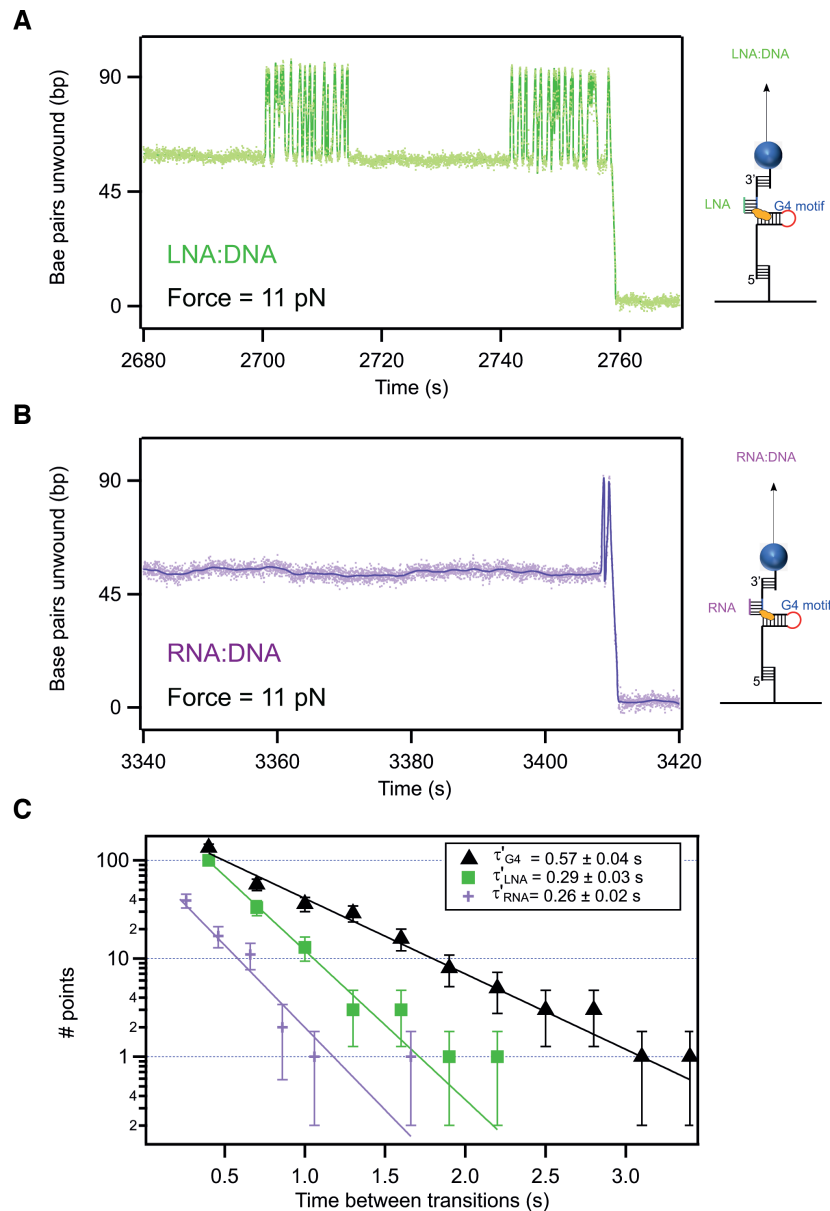 A
Bae pairs unwound (bp)
90
45
0
LNA:DNA
Force = 11 pN
2680
2700
2720
2740
2760
Time (s)
LNA:DNA
3'
LNA
G4 motif
5'
B
Base pairs unwound (bp)
90
45
0
RNA:DNA
Force = 11 pN
3340
3360
3380
3400
3420
Time (s)
RNA:DNA
3'
RNA
G4 motif
5'
C
# points
100
4
2
10
4
2
1
4
2
τ'G4 = 0.57 ± 0.04 s
τ'LNA = 0.29 ± 0.03 s
τ'RNA= 0.26 ± 0.02 s
0.5
1.0
1.5
2.0
2.5
3.0
Time between transitions (s)